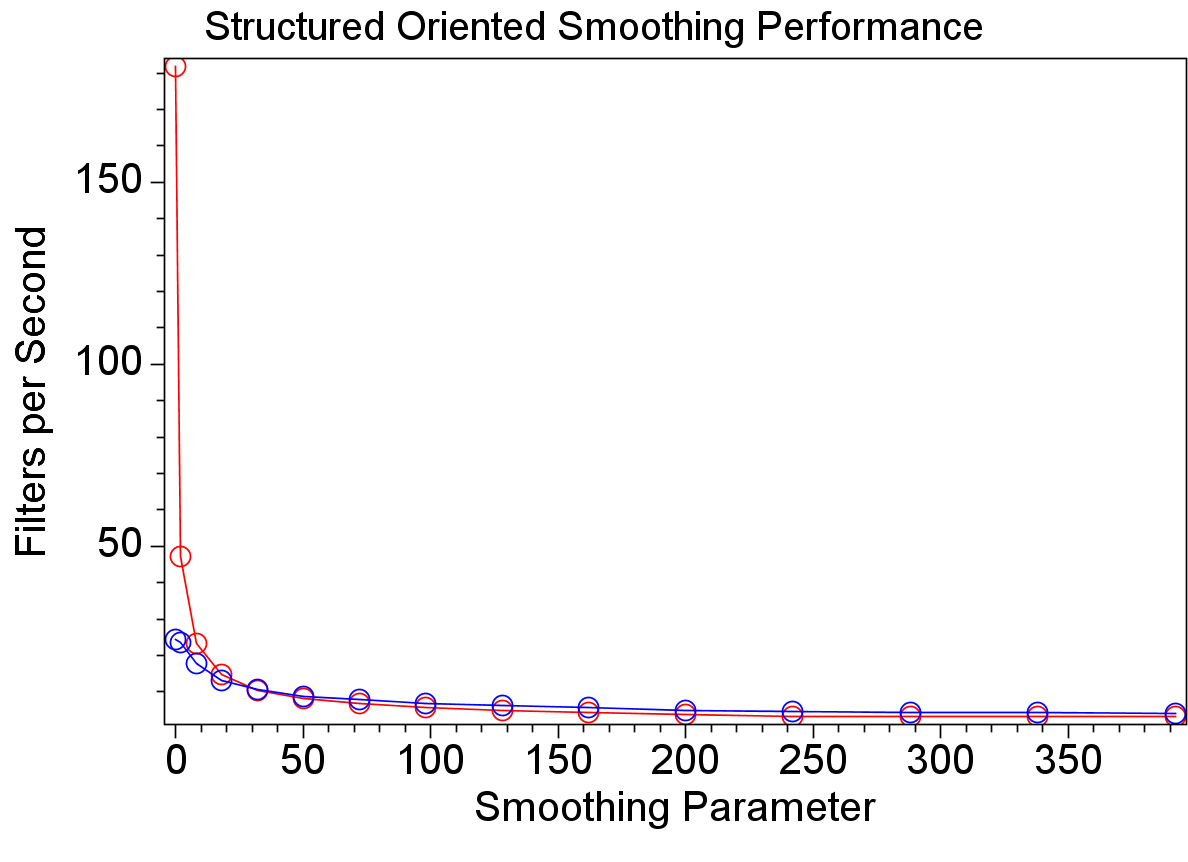 Structured Oriented Smoothing Performance
150
100
50
Filters per Second
0 50 100 150 200 250 300 350
Smoothing Parameter